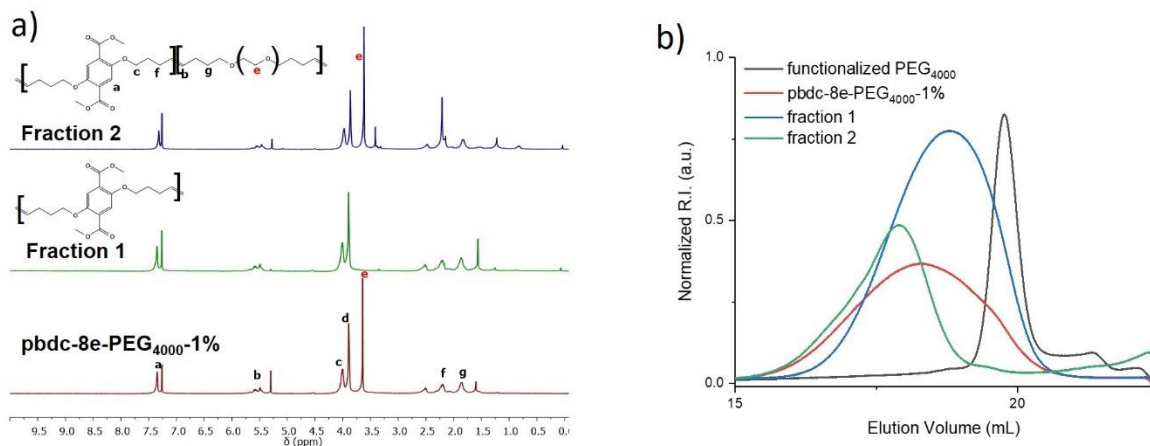 a)
O
O
O
c
f
b
g
O
O
e
O
a
O
O
O
e
Fraction 2
O
O
O
O
O
O
Fraction 1
e
pbdc-8e-PEG4000-1%
a
b
c
d
f
g
10.0 9.5 9.0 8.5 8.0 7.5 7.0 6.5 6.0 5.5 5.0 4.5 4.0 3.5 3.0 2.5 2.0 1.5 1.0 0.5 0.0
δ (ppm)
b)
functionalized PEG4000
pbdc-8e-PEG4000-1%
fraction 1
fraction 2
Normalized R.I. (a.u.)
1.0
0.5
0.0
15 20
Elution Volume (mL)